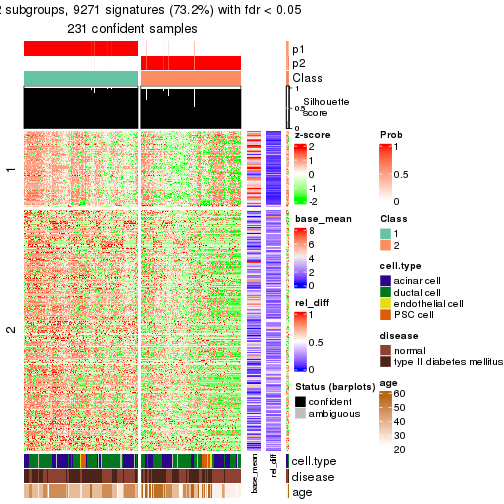 2 subgroups, 9271 signatures (73.2%) with fdr < 0.05
231 confident samples
p1
p2
Class
1
0.5
0
Silhouette
score
1
2
z-score
2
1
0
-1
-2
Prob
1
0.5
0
base_mean
8
6
4
2
0
Class
1
2
cell.type
acinar cell
ductal cell
endothelial cell
PSC cell
rel_diff
1
0.5
0
disease
normal
type II diabetes mellitus
Status (barplots)
confident
ambiguous
age
60
50
40
30
20
cell.type
disease
age
base_mean
rel_diff